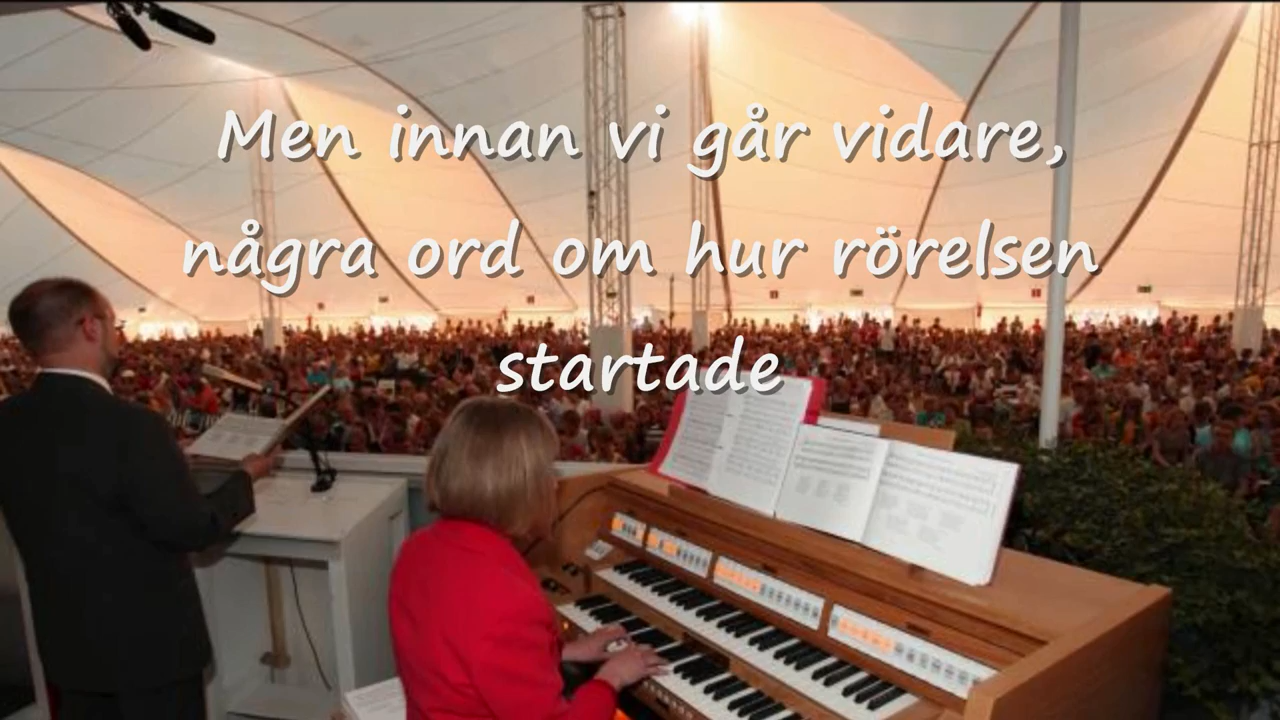 Men innan vi går vidare,
några ord om hur rörelsen
startade